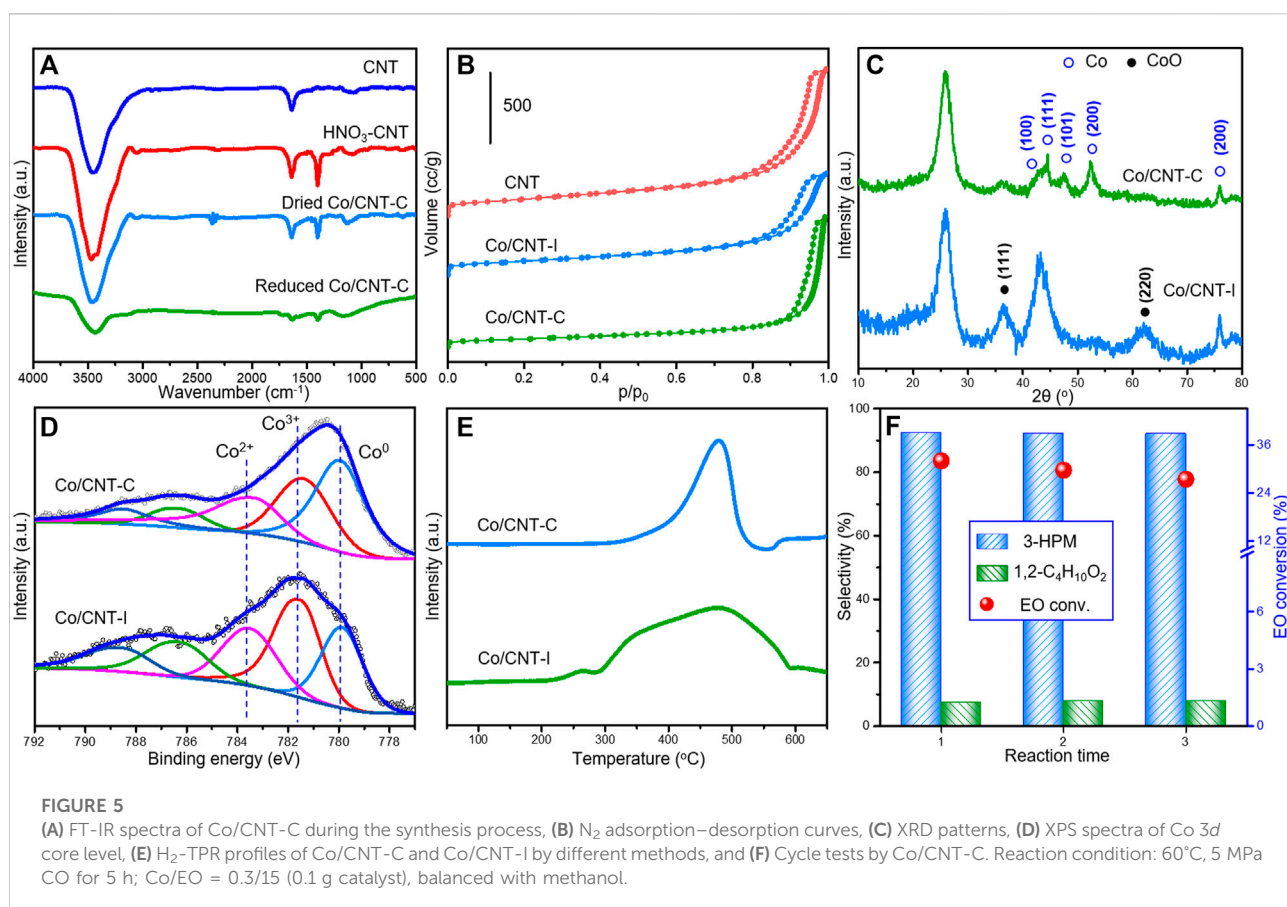 A
CNT
HNO3-CNT
Dried Co/CNT-C
Reduced Co/CNT-C
Intensity (a.u.)
4000 3500 3000 2500 2000 1500 1000 500
Wavenumber (cm-1)
B
500
CNT
Co/CNT-I
Co/CNT-C
Volume (cc/g)
0.0 0.2 0.4 0.6 0.8 1.0
p/p0
C
Co CoO
(100)
(111)
(101)
(200)
(200)
Co/CNT-C
(111)
(220)
Co/CNT-I
Intensity (a.u.)
10 20 30 40 50 60 70 80
2θ (°)
D
Co3+
Co2+
Co0
Co/CNT-C
Co/CNT-I
Intensity (a.u.)
792 790 788 786 784 782 780 778
Binding energy (eV)
E
Co/CNT-C
Co/CNT-I
Intensity (a.u.)
100 200 300 400 500 600
Temperature (°C)
F
100
90
80
70
60
50
40
30
20
10
0
Selectivity (%)
3-HPM
1,2-C4H10O2
EO conv.
36
24
12
6
3
0
EO conversion (%)
1 2 3
Reaction time
FIGURE 5
(A) FT-IR spectra of Co/CNT-C during the synthesis process, (B) N2 adsorption–desorption curves, (C) XRD patterns, (D) XPS spectra of Co 3d
core level, (E) H2-TPR profiles of Co/CNT-C and Co/CNT-I by different methods, and (F) Cycle tests by Co/CNT-C. Reaction condition: 60°C, 5 MPa
CO for 5 h; Co/EO = 0.3/15 (0.1 g catalyst), balanced with methanol.